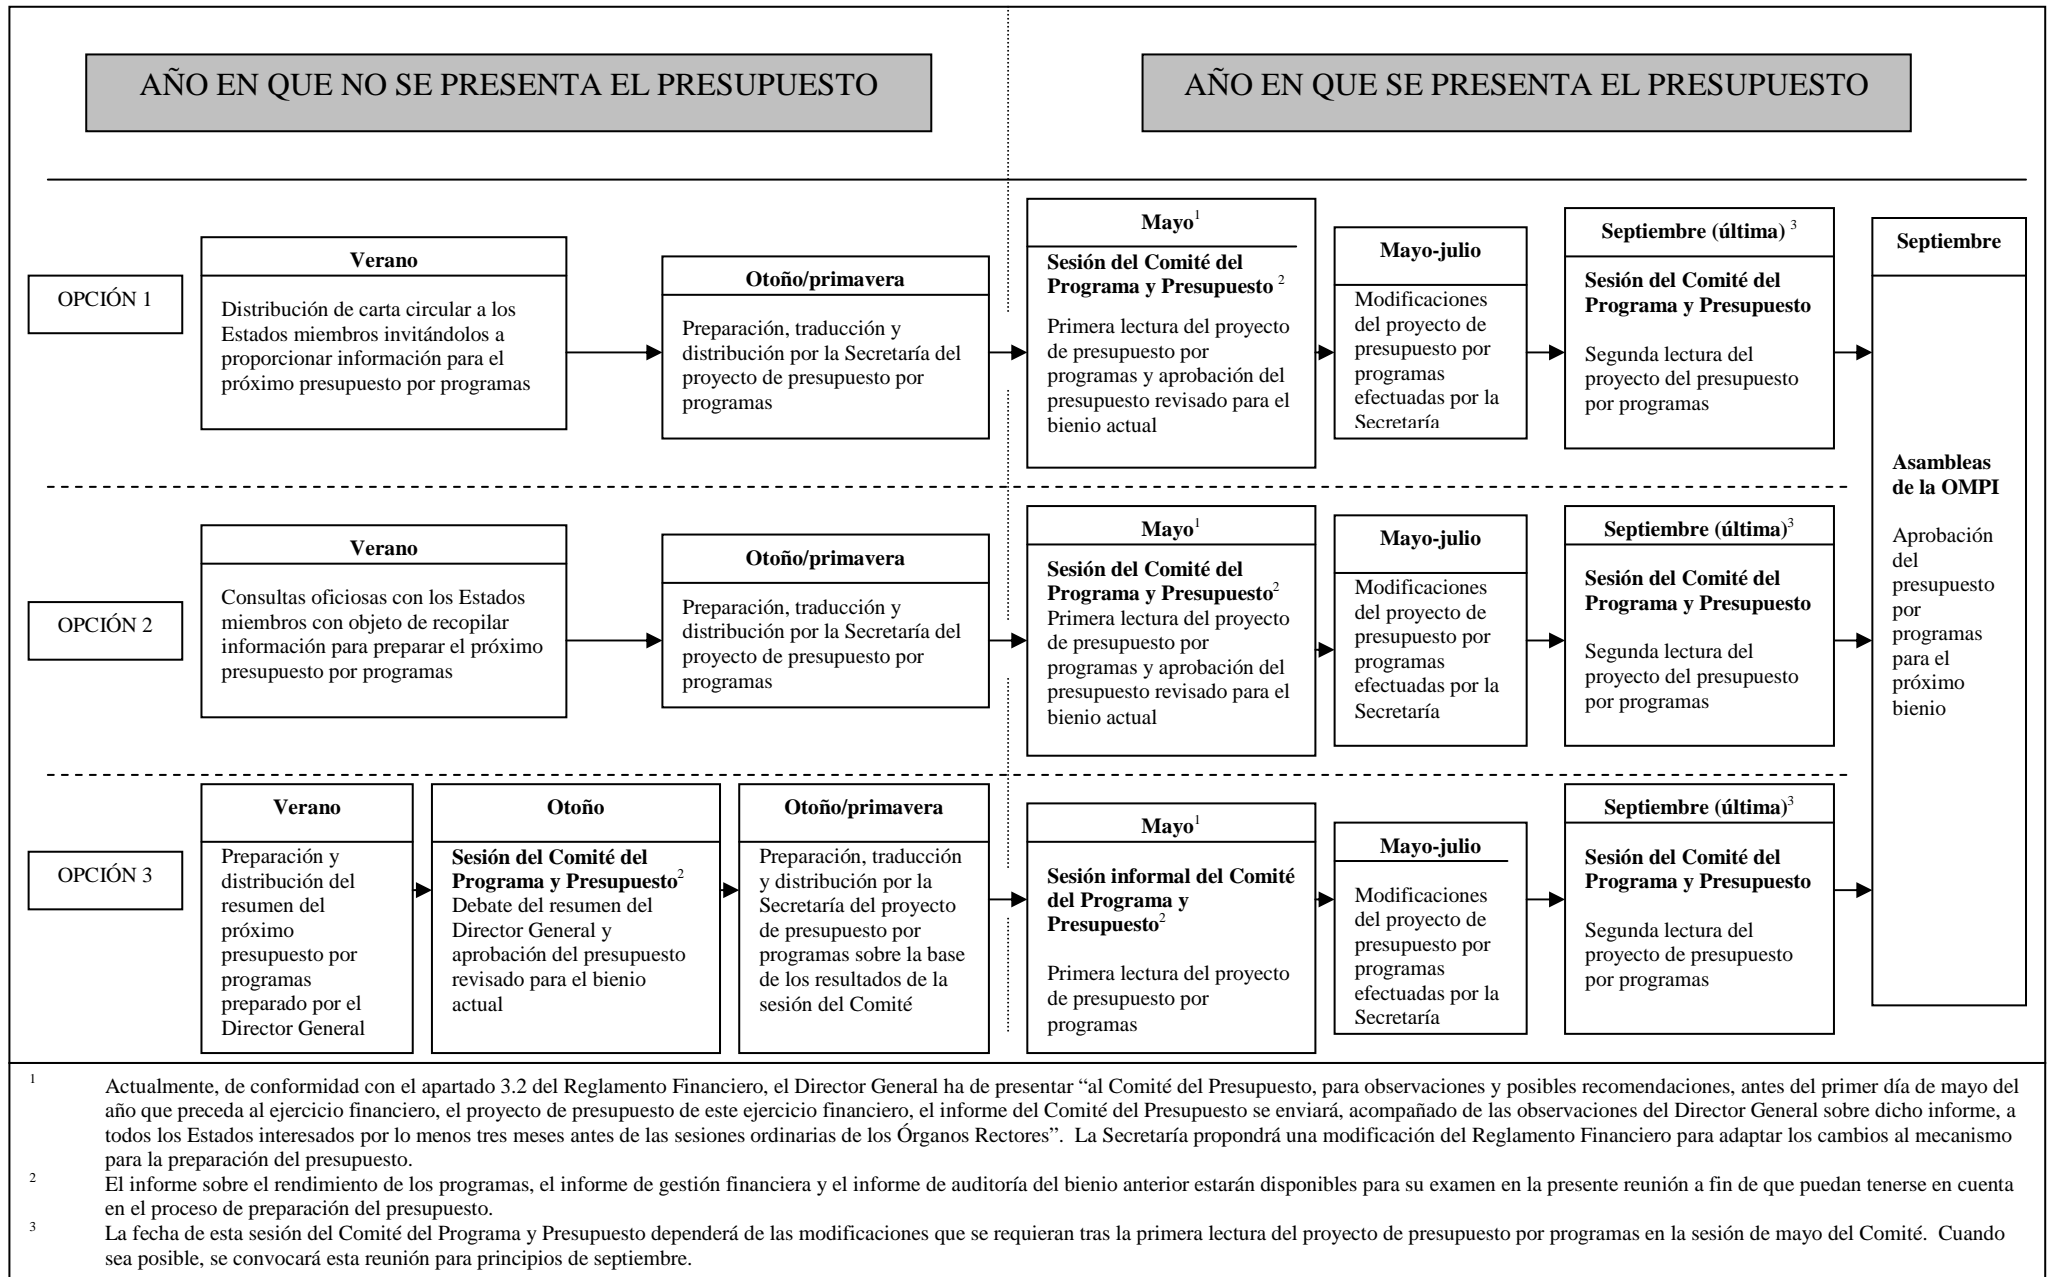 AÑO EN QUE NO SE PRESENTA EL PRESUPUESTO
AÑO EN QUE SE PRESENTA EL PRESUPUESTO
OPCIÓN 1
Verano
Distribución de carta circular a los
Estados miembros invitándolos a
proporcionar información para el
próximo presupuesto por programas
Otoño/primavera
Preparación, traducción y
distribución por la Secretaría del
proyecto de presupuesto por
programas
Mayo1
Sesión del Comité del
Programa y Presupuesto 2
Primera lectura del proyecto
de presupuesto por
programas y aprobación del
presupuesto revisado para el
bienio actual
Mayo-julio
Modificaciones
del proyecto de
presupuesto por
programas
efectuadas por la
Secretaría
Septiembre (última) 3
Sesión del Comité del
Programa y Presupuesto
Segunda lectura del
proyecto del presupuesto
por programas
Septiembre
Asambleas
de la OMPI
Aprobación
del
presupuesto
por
programas
para el
próximo
bienio
OPCIÓN 2
Verano
Consultas oficiosas con los Estados
miembros con objeto de recopilar
información para preparar el próximo
presupuesto por programas
Otoño/primavera
Preparación, traducción y
distribución por la Secretaría del
proyecto de presupuesto por
programas
Mayo1
Sesión del Comité del
Programa y Presupuesto2
Primera lectura del proyecto
de presupuesto por
programas y aprobación del
presupuesto revisado para el
bienio actual
Mayo-julio
Modificaciones
del proyecto de
presupuesto por
programas
efectuadas por la
Secretaría
Septiembre (última)3
Sesión del Comité del
Programa y Presupuesto
Segunda lectura del
proyecto del presupuesto
por programas
OPCIÓN 3
Verano
Preparación y
distribución del
resumen del
próximo
presupuesto por
programas
preparado por el
Director General
Otoño
Sesión del Comité del
Programa y Presupuesto2
Debate del resumen del
Director General y
aprobación del presupuesto
revisado para el bienio
actual
Otoño/primavera
Preparación, traducción
y distribución por la
Secretaría del proyecto
de presupuesto por
programas sobre la base
de los resultados de la
sesión del Comité
Mayo1
Sesión informal del Comité
del Programa y
Presupuesto2
Primera lectura del proyecto
de presupuesto por
programas
Mayo-julio
Modificaciones
del proyecto de
presupuesto por
programas
efectuadas por la
Secretaría
Septiembre (última)3
Sesión del Comité del
Programa y Presupuesto
Segunda lectura del
proyecto de presupuesto
por programas
1 Actualmente, de conformidad con el apartado 3.2 del Reglamento Financiero, el Director General ha de presentar “al Comité del Presupuesto, para observaciones y posibles recomendaciones, antes del primer día de mayo del
año que preceda al ejercicio financiero, el proyecto de presupuesto de este ejercicio financiero, el informe del Comité del Presupuesto se enviará, acompañado de las observaciones del Director General sobre dicho informe, a
todos los Estados interesados por lo menos tres meses antes de las sesiones ordinarias de los Órganos Rectores”. La Secretaría propondrá una modificación del Reglamento Financiero para adaptar los cambios al mecanismo
para la preparación del presupuesto.
2 El informe sobre el rendimiento de los programas, el informe de gestión financiera y el informe de auditoría del bienio anterior estarán disponibles para su examen en la presente reunión a fin de que puedan tenerse en cuenta
en el proceso de preparación del presupuesto.
3 La fecha de esta sesión del Comité del Programa y Presupuesto dependerá de las modificaciones que se requieran tras la primera lectura del proyecto de presupuesto por programas en la sesión de mayo del Comité. Cuando
sea posible, se convocará esta reunión para principios de septiembre.